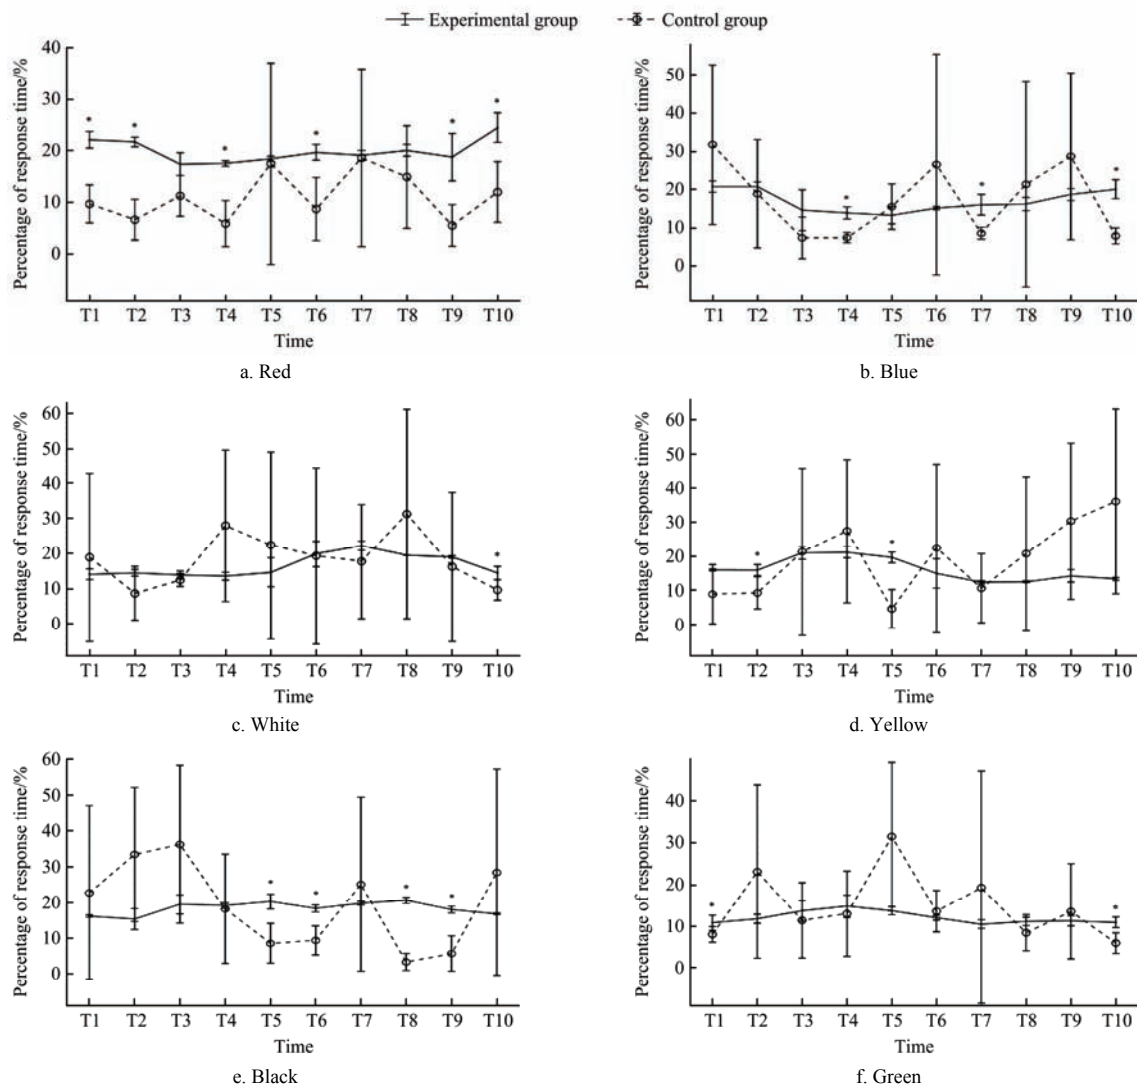 Experimental group Control group
Percentage of response time/%
40
30
20
10
0
* * * * * *
T1 T2 T3 T4 T5 T6 T7 T8 T9 T10
Time
a. Red
Percentage of response time/%
50
40
30
20
10
0
* * *
T1 T2 T3 T4 T5 T6 T7 T8 T9 T10
Time
b. Blue
Percentage of response time/%
60
50
40
30
20
10
0
*
T1 T2 T3 T4 T5 T6 T7 T8 T9 T10
Time
c. White
Percentage of response time/%
60
50
40
30
20
10
0
* *
T1 T2 T3 T4 T5 T6 T7 T8 T9 T10
Time
d. Yellow
Percentage of response time/%
60
50
40
30
20
10
0
* * * *
T1 T2 T3 T4 T5 T6 T7 T8 T9 T10
Time
e. Black
Percentage of response time/%
40
30
20
10
0
* *
T1 T2 T3 T4 T5 T6 T7 T8 T9 T10
Time
f. Green